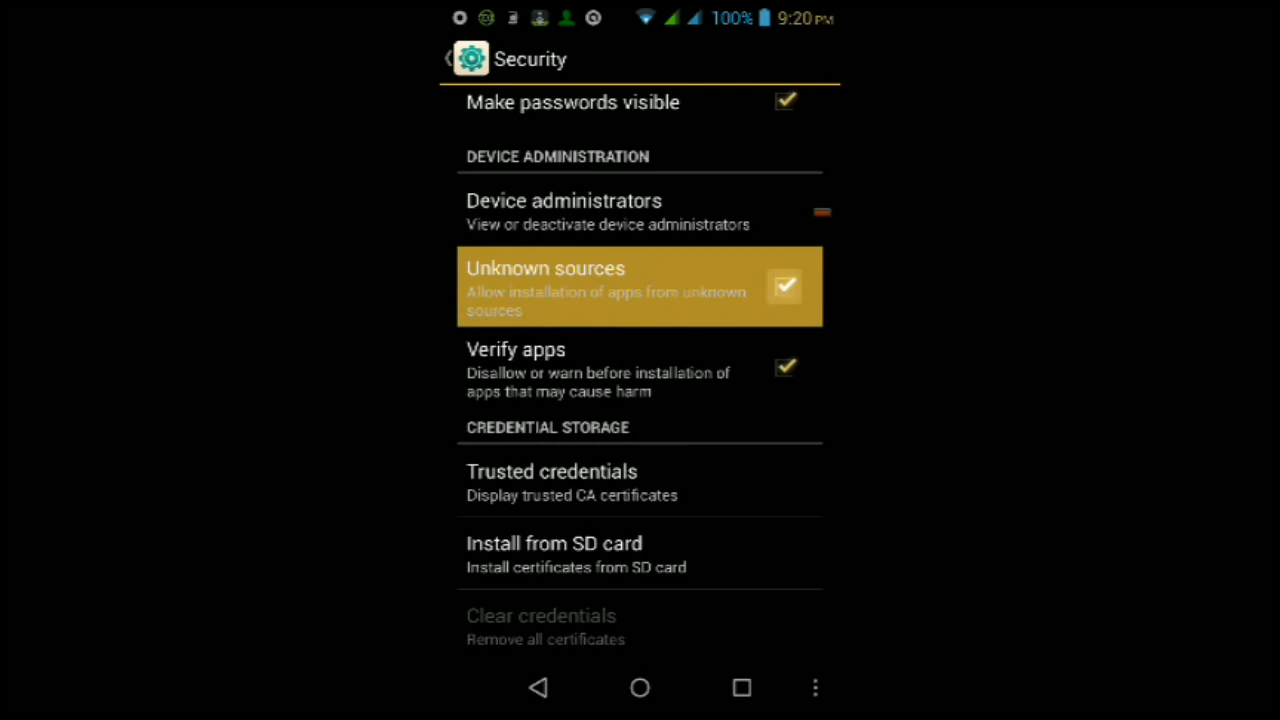 100% 9:20 PM
Security
Make passwords visible
DEVICE ADMINISTRATION
Device administrators
View or deactivate device administrators
Unknown sources
Allow installation of apps from unknown
sources
Verify apps
Disallow or warn before installation of
apps that may cause harm
CREDENTIAL STORAGE
Trusted credentials
Display trusted CA certificates
Install from SD card
Install certificates from SD card
Clear credentials
Remove all certificates